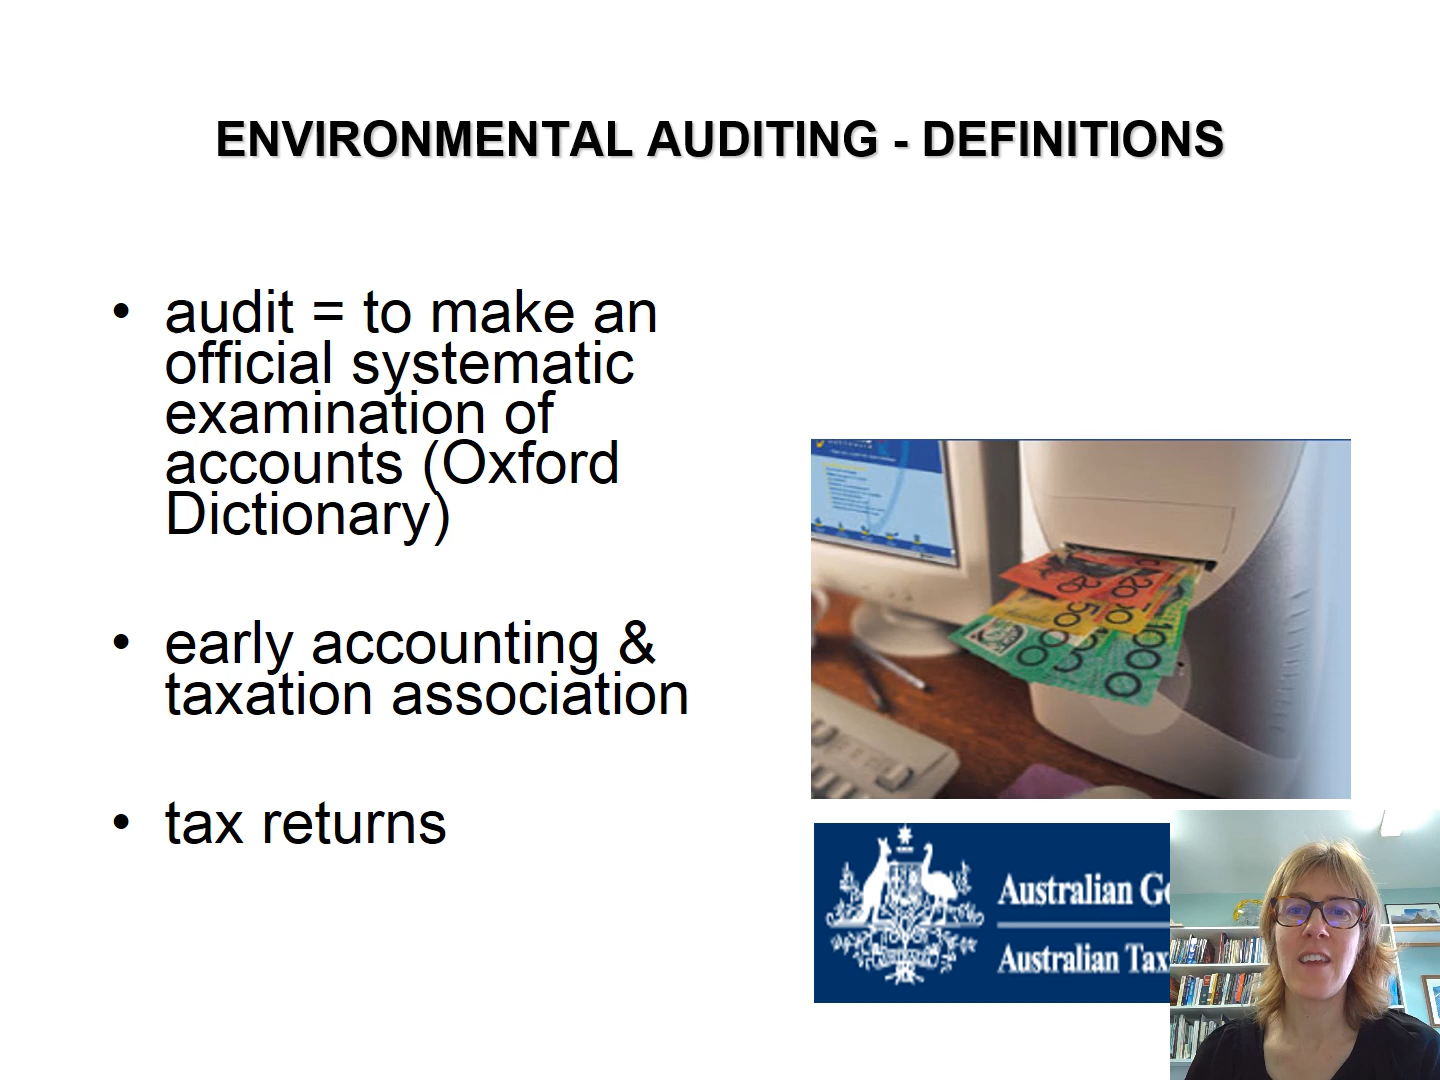 ENVIRONMENTAL AUDITING - DEFINITIONS
• audit = to make an
official systematic
examination of
accounts (Oxford
Dictionary)
• early accounting &
taxation association
• tax returns
Australian
Australian